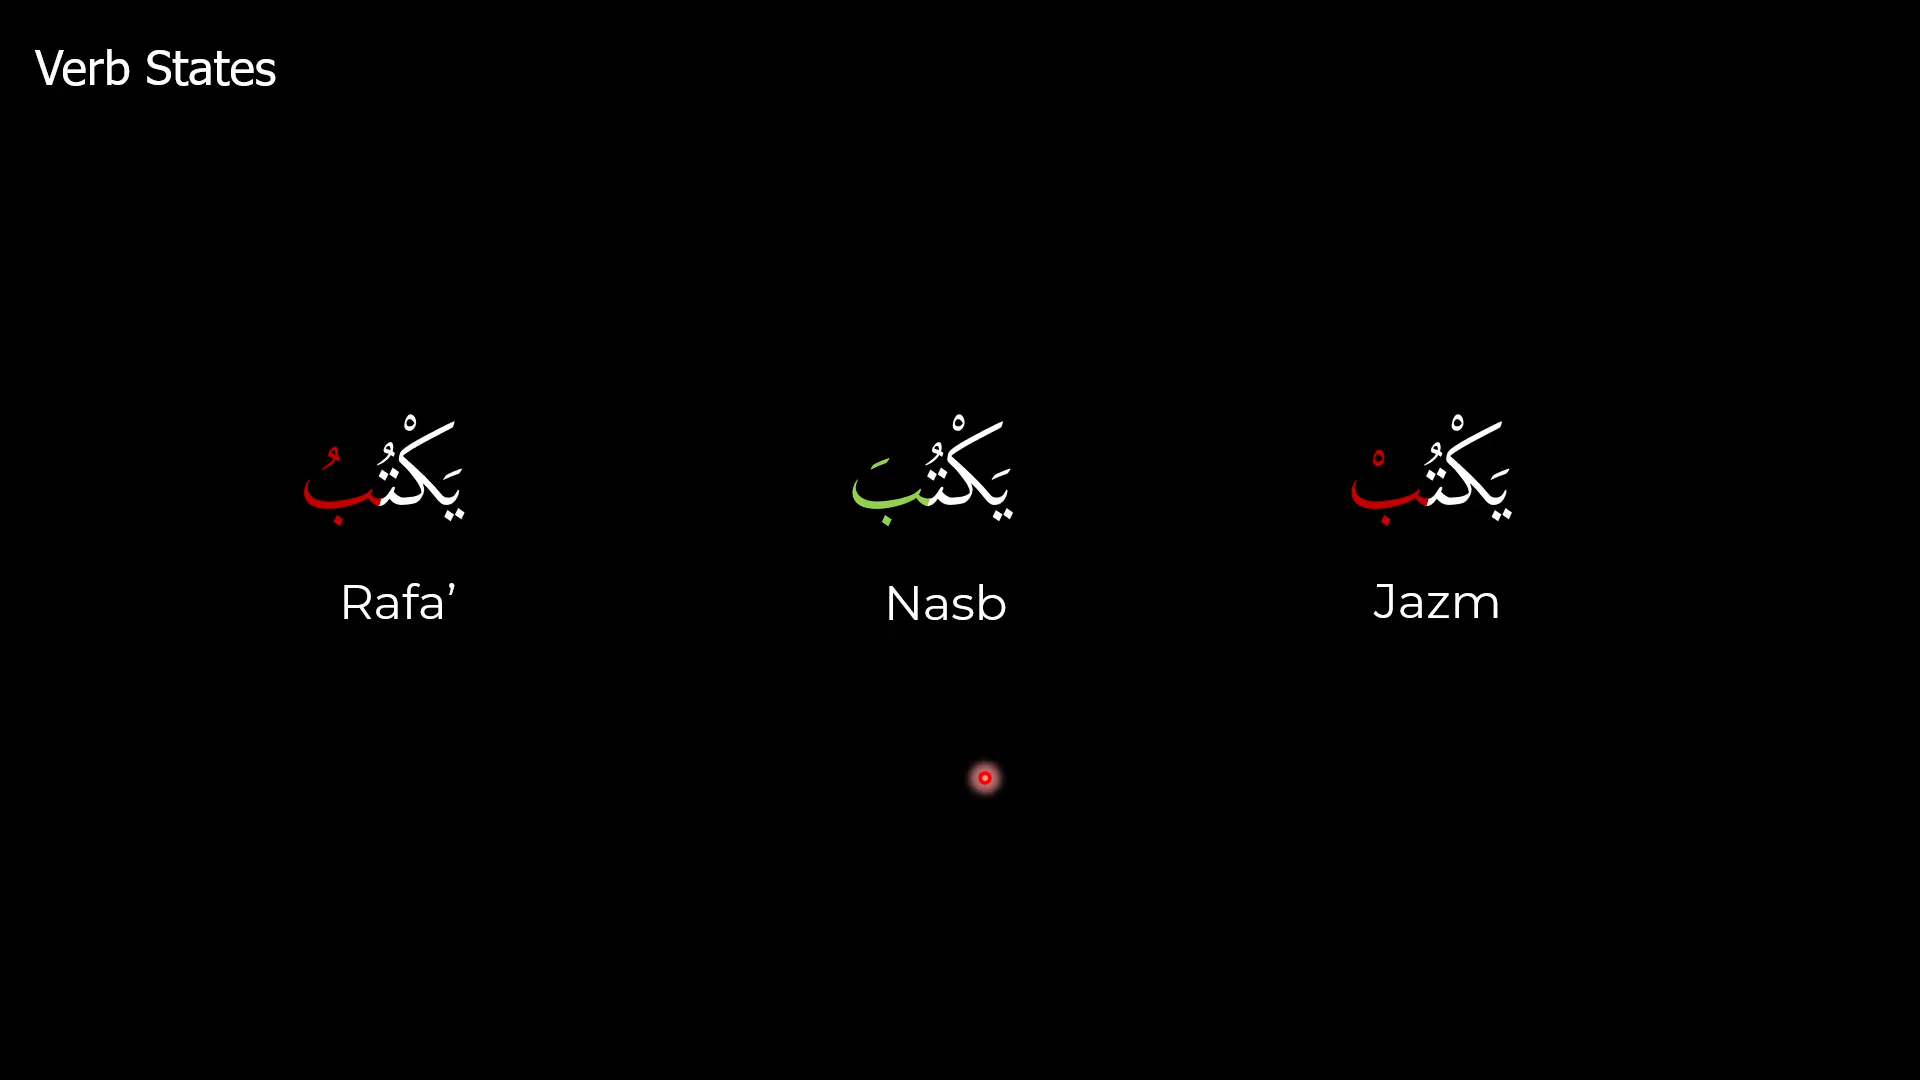 Verb States
يَكْتُبُ
يَكْتُبَ
يَكْتُبْ
Rafa’
Nasb
Jazm